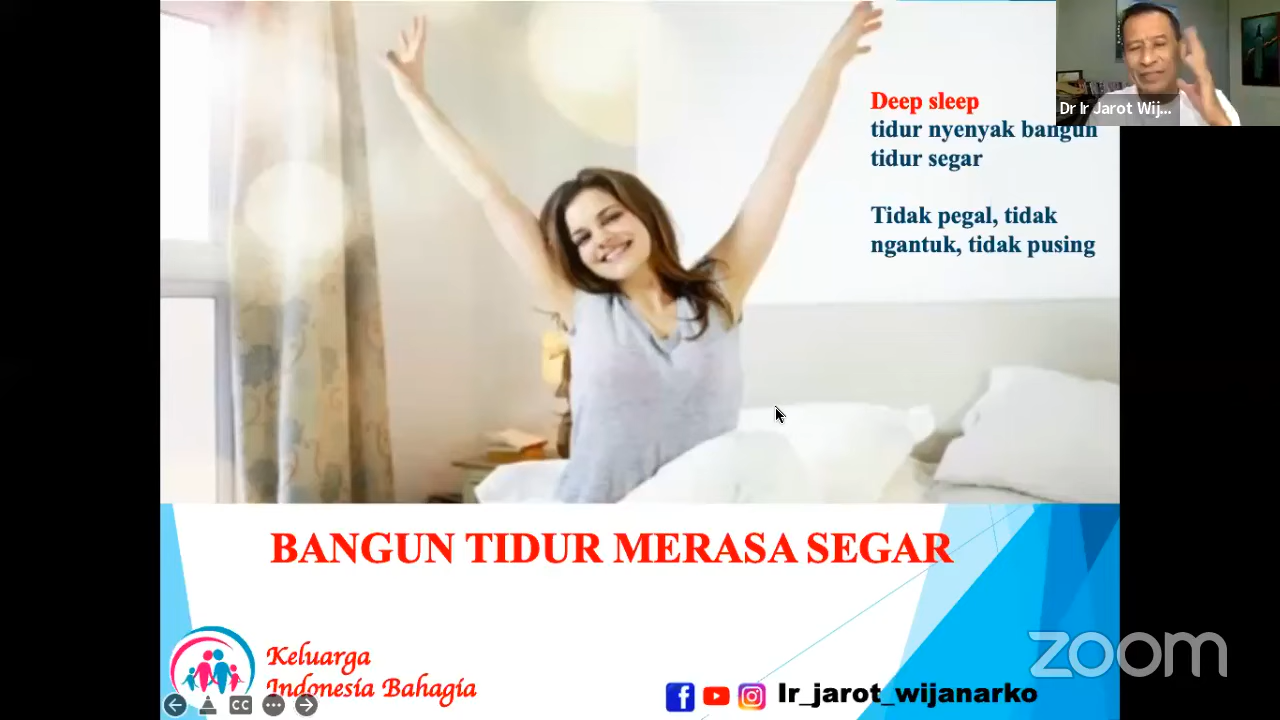 Deep sleep
tidur nyenyak bangun
tidur segar
Tidak pegal, tidak
ngantuk, tidak pusing
Dr Ir Jarot Wij...
BANGUN TIDUR MERASA SEGAR
Keluarga
Indonesia Bahagia
CC
Ir_jarot_wijanarko
zoom